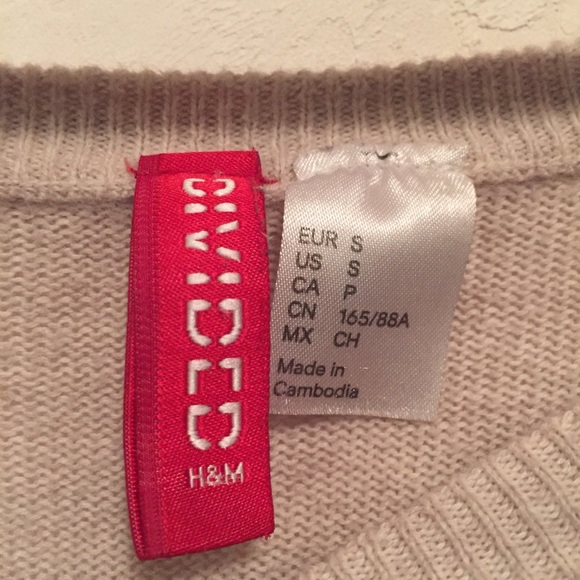 DIVIDED
H&M
EUR S
US S
CA P
CN 165/88A
MX CH
Made in
Cambodia